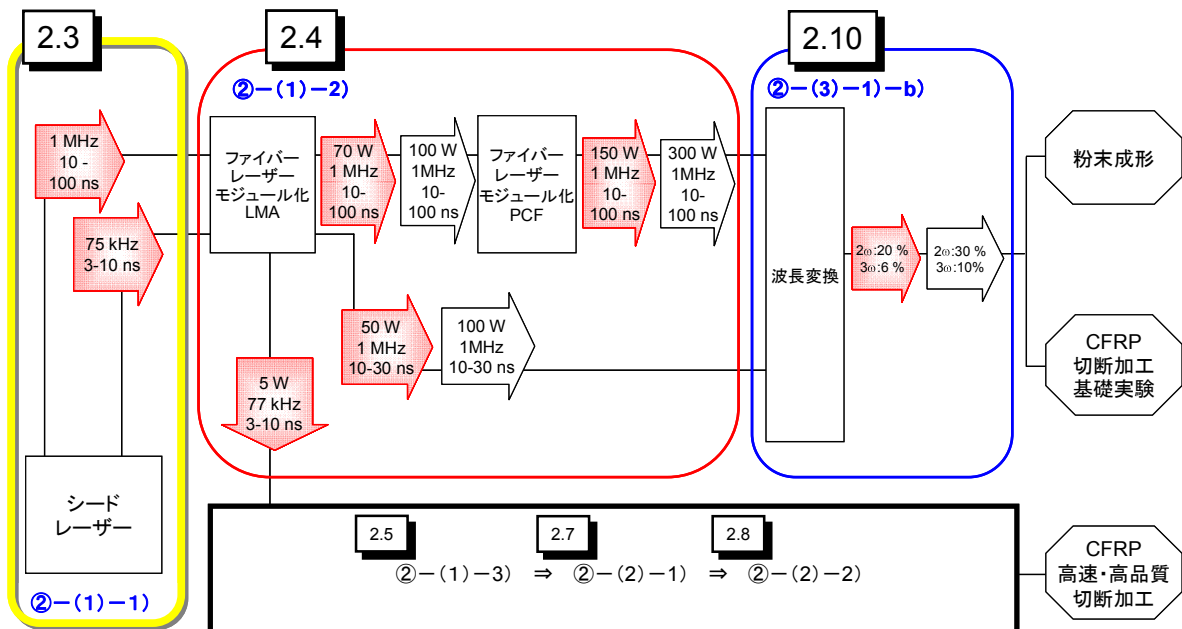 2.3
1 MHz
10 -
100 ns
75 kHz
3-10 ns
シード
レーザー
②−(1)−1)
2.4
②−(1)−2)
ファイバー
レーザー
モジュール化
LMA
70 W
1 MHz
10-
100 ns
100 W
1MHz
10-
100 ns
ファイバー
レーザー
モジュール化
PCF
150 W
1 MHz
10-
100 ns
300 W
1MHz
10-
100 ns
50 W
1 MHz
10-30 ns
100 W
1MHz
10-30 ns
5 W
77 kHz
3-10 ns
2.10
②−(3)−1)−b)
波長変換
2ω:20 %
3ω:6 %
2ω:30 %
3ω:10%
粉末成形
CFRP
切断加工
基礎実験
2.5 2.7 2.8
②−(1)−3) ⇒ ②−(2)−1) ⇒ ②−(2)−2)
CFRP
高速・高品質
切断加工